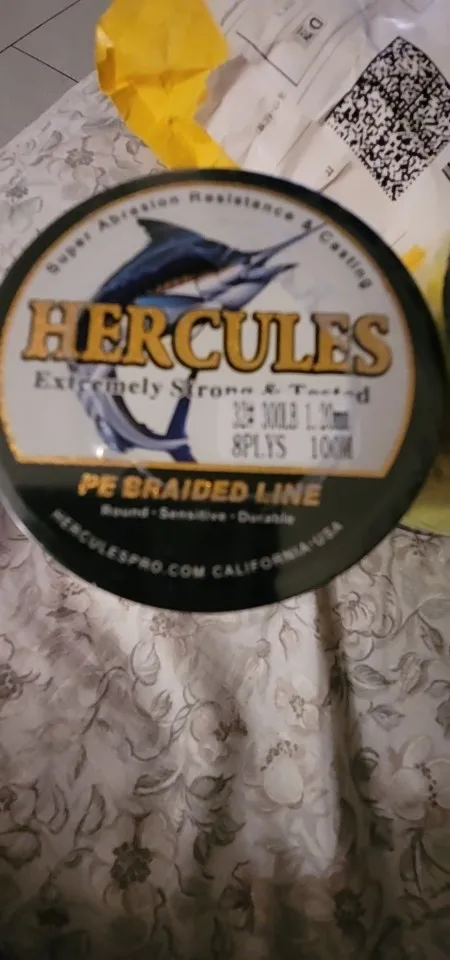 Super Abrasion Resistance & Casting
HERCULES
Extremely Strong & Tested
32# 300LB 1.20mm
8PLYS 100M
PE BRAIDED LINE
Round·Sensitive·Durable
HERCULESPRO.COM CALIFORNIA·USA